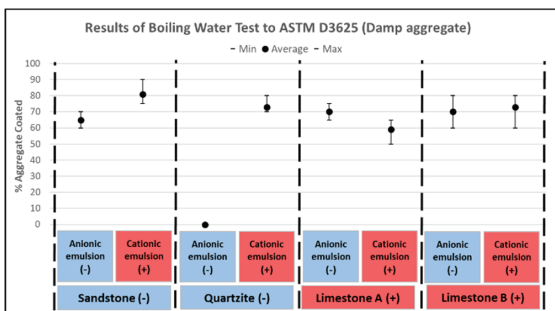 Results of Boiling Water Test to ASTM D3625 (Damp aggregate)
– Min ● Average – Max
% Aggregate Coated
100
90
80
70
60
50
40
30
20
10
0
Anionic emulsion (-)
Cationic emulsion (+)
Anionic emulsion (-)
Cationic emulsion (+)
Anionic emulsion (-)
Cationic emulsion (+)
Anionic emulsion (-)
Cationic emulsion (+)
Sandstone (-)
Quartzite (-)
Limestone A (+)
Limestone B (+)